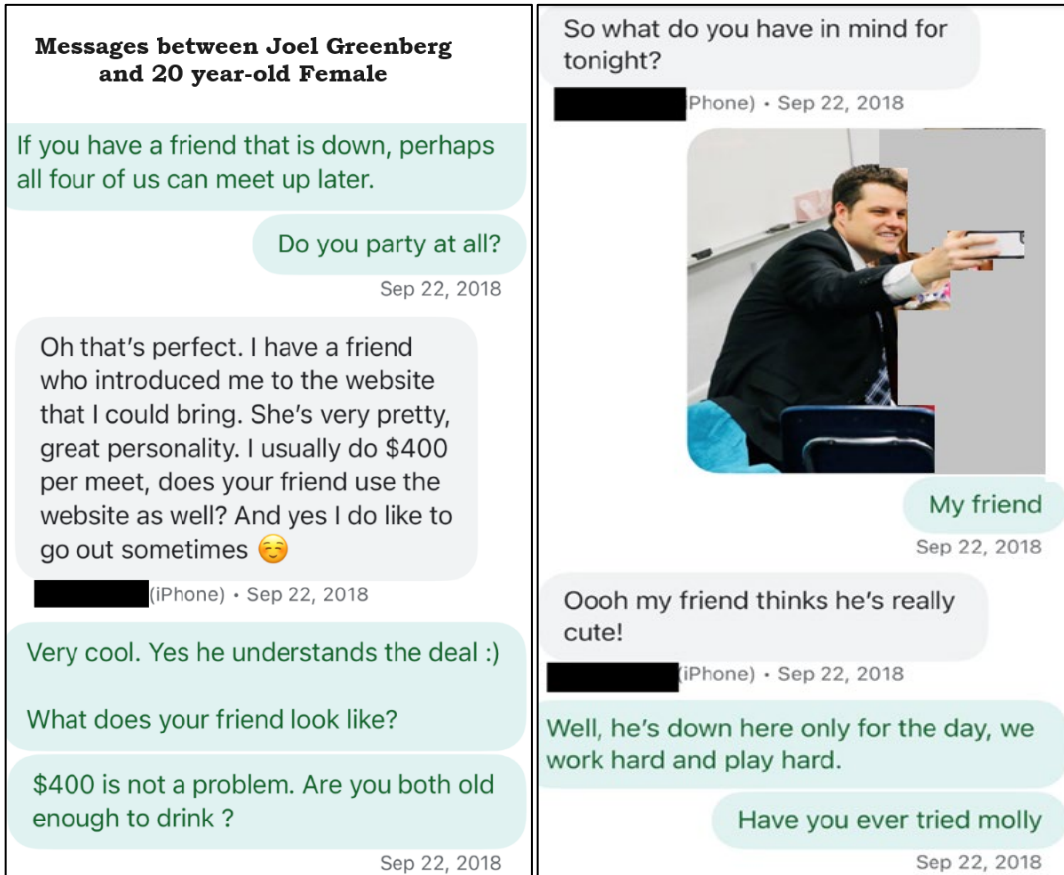 Messages between Joel Greenberg
and 20 year-old Female
If you have a friend that is down, perhaps
all four of us can meet up later.
Do you party at all?
Sep 22, 2018
Oh that's perfect. I have a friend
who introduced me to the website
that I could bring. She's very pretty,
great personality. I usually do $400
per meet, does your friend use the
website as well? And yes I do like to
go out sometimes ☺️
(iPhone) • Sep 22, 2018
Very cool. Yes he understands the deal :)
What does your friend look like?
$400 is not a problem. Are you both old
enough to drink ?
Sep 22, 2018
So what do you have in mind for
tonight?
iPhone) • Sep 22, 2018
My friend
Sep 22, 2018
Oooh my friend thinks he's really
cute!
(iPhone) • Sep 22, 2018
Well, he's down here only for the day, we
work hard and play hard.
Have you ever tried molly
Sep 22, 2018